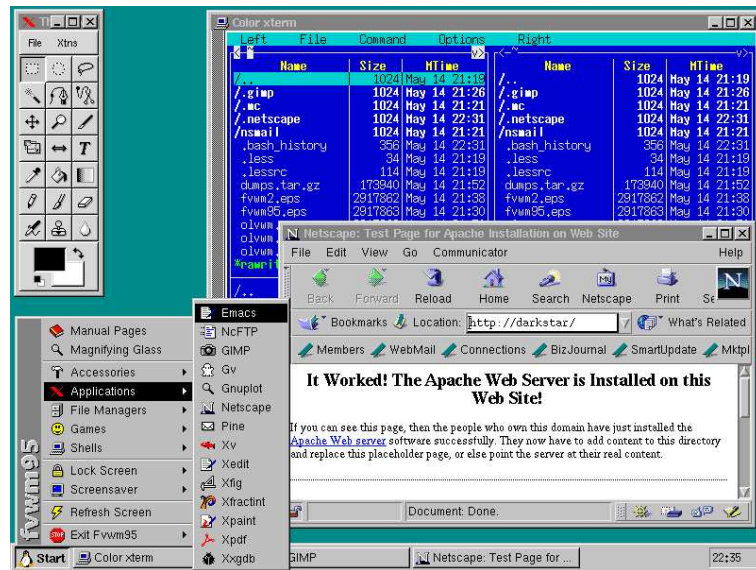 File Xtns
Color xterm
Left File Command Options Right
Name Size MTime Name Size MTime
/.. 1024 May 14 21:19 /.. 1024 May 14 21:19
/.gimp 1024 May 14 21:26 /.gimp 1024 May 14 21:26
/.mc 1024 May 14 21:21 /.mc 1024 May 14 21:21
/.netscape 1024 May 14 22:31 /.netscape 1024 May 14 22:31
/nsmail 1024 May 14 21:21 /nsmail 1024 May 14 21:21
.bash_history 356 May 14 22:31 .bash_history 356 May 14 22:31
.less 34 May 14 21:19 .less 34 May 14 21:19
.lessrc 114 May 14 21:19 .lessrc 114 May 14 21:19
dumps.tar.gz 173940 May 14 21:52 dumps.tar.gz 173940 May 14 21:52
fvwm2.eps 2917862 May 14 21:38 fvwm2.eps 2917862 May 14 21:38
fvwm95.eps 2917863 May 14 21:30 fvwm95.eps 2917863 May 14 21:30
olvwm
olvwm.
olvwm.
*rawrit
/..
Netscape: Test Page for Apache Installation on Web Site
File Edit View Go Communicator Help
Back Forward Reload Home Search Netscape Print Se
Bookmarks Location: http://darkstar/ What's Related
Members WebMail Connections BizJournal SmartUpdate Mktpl
It Worked! The Apache Web Server is Installed on this
Web Site!
If you can see this page, then the people who own this domain have just installed the
Apache Web server software successfully. They now have to add content to this directory
and replace this placeholder page, or else point the server at their real content.
Document: Done.
fvwm95
Manual Pages
Magnifying Glass
Accessories
Applications
File Managers
Games
Shells
Lock Screen
Screensaver
Refresh Screen
Exit Fvwm95
Emacs
NcFTP
GIMP
Gv
Gnuplot
Netscape
Pine
Xv
Xedit
Xfig
Xfractint
Xpaint
Xpdf
Xxgdb
Start Color xterm GIMP Netscape: Test Page for ... 22:35